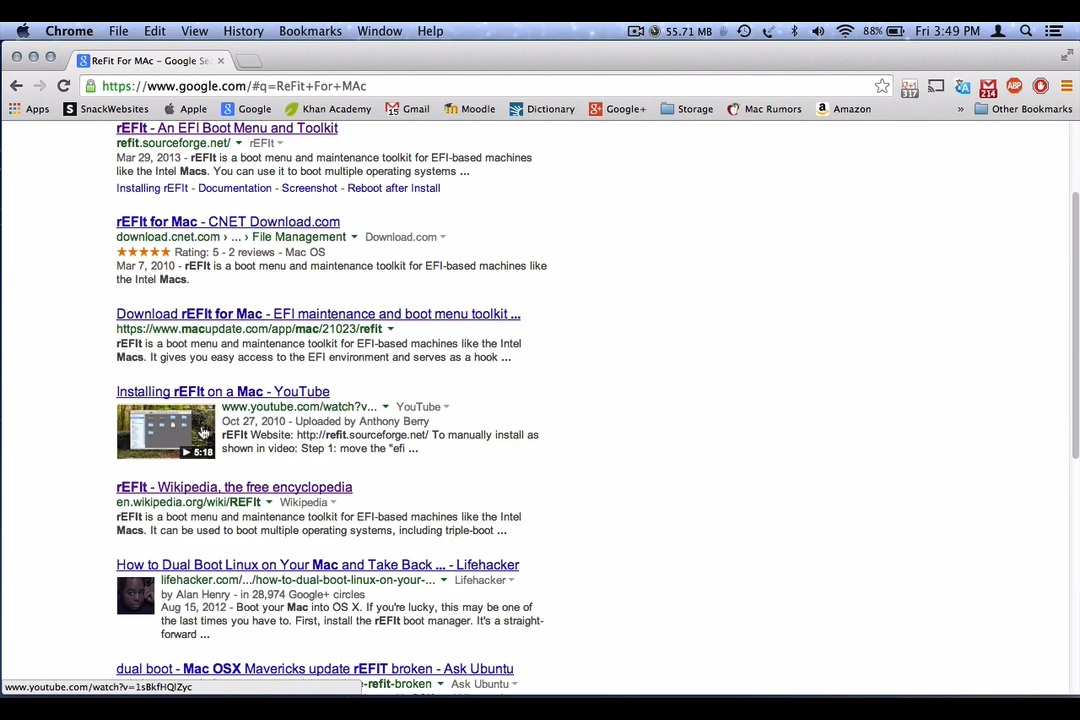 Chrome File Edit View History Bookmarks Window Help 55.71 MB 88% Fri 3:49 PM
ReFit For MAc - Google Se
https://www.google.com/#q=ReFit+For+MAc
Apps SnackWebsites Apple Google Khan Academy Gmail Moodle Dictionary Google+ Storage Mac Rumors Amazon » Other Bookmarks
rEFIt - An EFI Boot Menu and Toolkit
refit.sourceforge.net/ rEFIt
Mar 29, 2013 - rEFIt is a boot menu and maintenance toolkit for EFI-based machines
like the Intel Macs. You can use it to boot multiple operating systems ...
Installing rEFIt - Documentation - Screenshot - Reboot after Install
rEFIt for Mac - CNET Download.com
download.cnet.com › ... › File Management Download.com
Rating: 5 - 2 reviews - Mac OS
Mar 7, 2010 - rEFIt is a boot menu and maintenance toolkit for EFI-based machines like
the Intel Macs.
Download rEFIt for Mac - EFI maintenance and boot menu toolkit ...
https://www.macupdate.com/app/mac/21023/refit
rEFIt is a boot menu and maintenance toolkit for EFI-based machines like the Intel
Macs. It gives you easy access to the EFI environment and serves as a hook ...
Installing rEFIt on a Mac - YouTube
www.youtube.com/watch?v... YouTube
Oct 27, 2010 - Uploaded by Anthony Berry
rEFIt Website: http://refit.sourceforge.net/ To manually install as
shown in video: Step 1: move the "efi ...
5:18
rEFIt - Wikipedia, the free encyclopedia
en.wikipedia.org/wiki/REFIt Wikipedia
rEFIt is a boot menu and maintenance toolkit for EFI-based machines like the Intel
Macs. It can be used to boot multiple operating systems, including triple-boot ...
How to Dual Boot Linux on Your Mac and Take Back ... - Lifehacker
lifehacker.com/.../how-to-dual-boot-linux-on-your-... Lifehacker
by Alan Henry - in 28,974 Google+ circles
Aug 15, 2012 - Boot your Mac into OS X. If you're lucky, this may be one of
the last times you have to. First, install the rEFIt boot manager. It's a straight-
forward ...
dual boot - Mac OSX Mavericks update rEFIT broken - Ask Ubuntu
-refit-broken Ask Ubuntu
www.youtube.com/watch?v=1sBkfHQlZyc